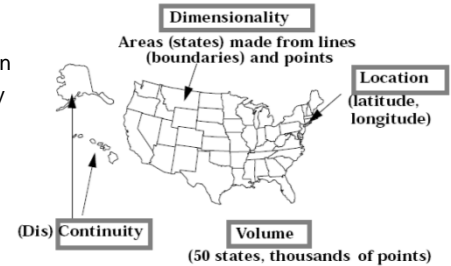 Dimensionality
Areas (states) made from lines
(boundaries) and points
n
y
Location
(latitude,
longitude)
(Dis) Continuity
Volume
(50 states, thousands of points)